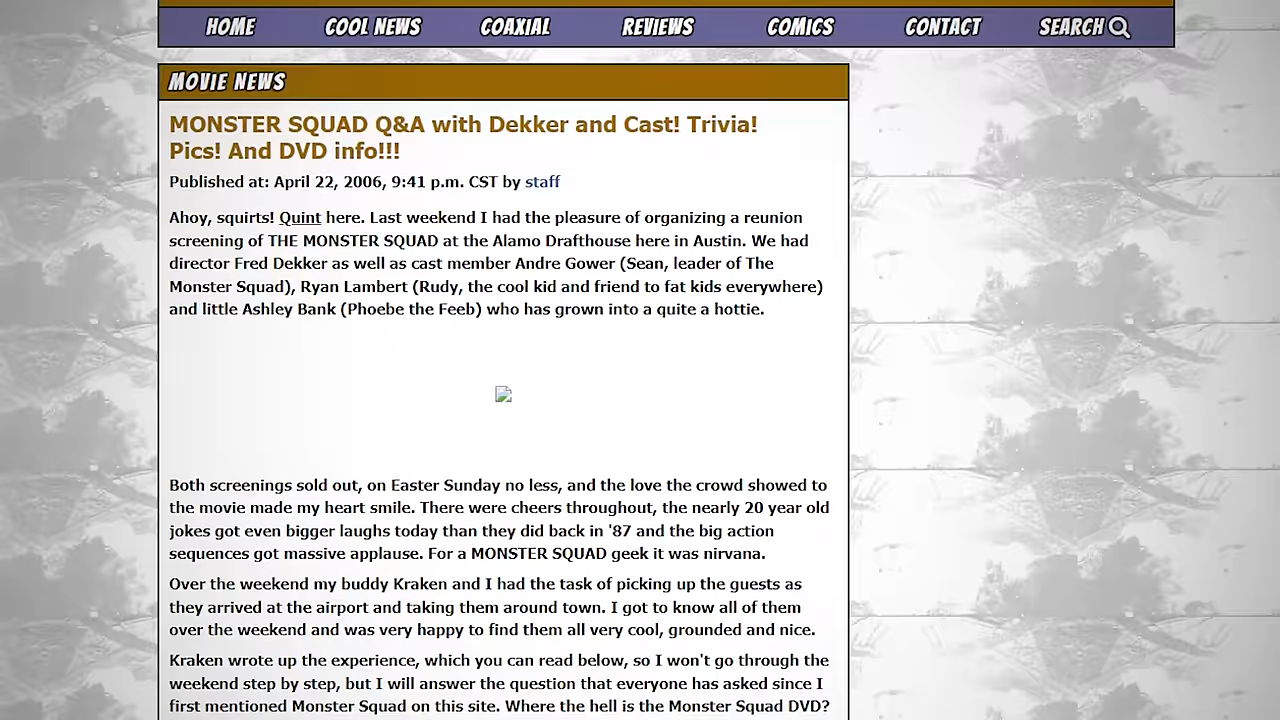 HOME COOL NEWS COAXIAL REVIEWS COMICS CONTACT SEARCH
MOVIE NEWS
MONSTER SQUAD Q&A with Dekker and Cast! Trivia!
Pics! And DVD info!!!
Published at: April 22, 2006, 9:41 p.m. CST by staff
Ahoy, squirts! Quint here. Last weekend I had the pleasure of organizing a reunion
screening of THE MONSTER SQUAD at the Alamo Drafthouse here in Austin. We had
director Fred Dekker as well as cast member Andre Gower (Sean, leader of The
Monster Squad), Ryan Lambert (Rudy, the cool kid and friend to fat kids everywhere)
and little Ashley Bank (Phoebe the Feeb) who has grown into a quite a hottie.
Both screenings sold out, on Easter Sunday no less, and the love the crowd showed to
the movie made my heart smile. There were cheers throughout, the nearly 20 year old
jokes got even bigger laughs today than they did back in '87 and the big action
sequences got massive applause. For a MONSTER SQUAD geek it was nirvana.
Over the weekend my buddy Kraken and I had the task of picking up the guests as
they arrived at the airport and taking them around town. I got to know all of them
over the weekend and was very happy to find them all very cool, grounded and nice.
Kraken wrote up the experience, which you can read below, so I won't go through the
weekend step by step, but I will answer the question that everyone has asked since I
first mentioned Monster Squad on this site. Where the hell is the Monster Squad DVD?